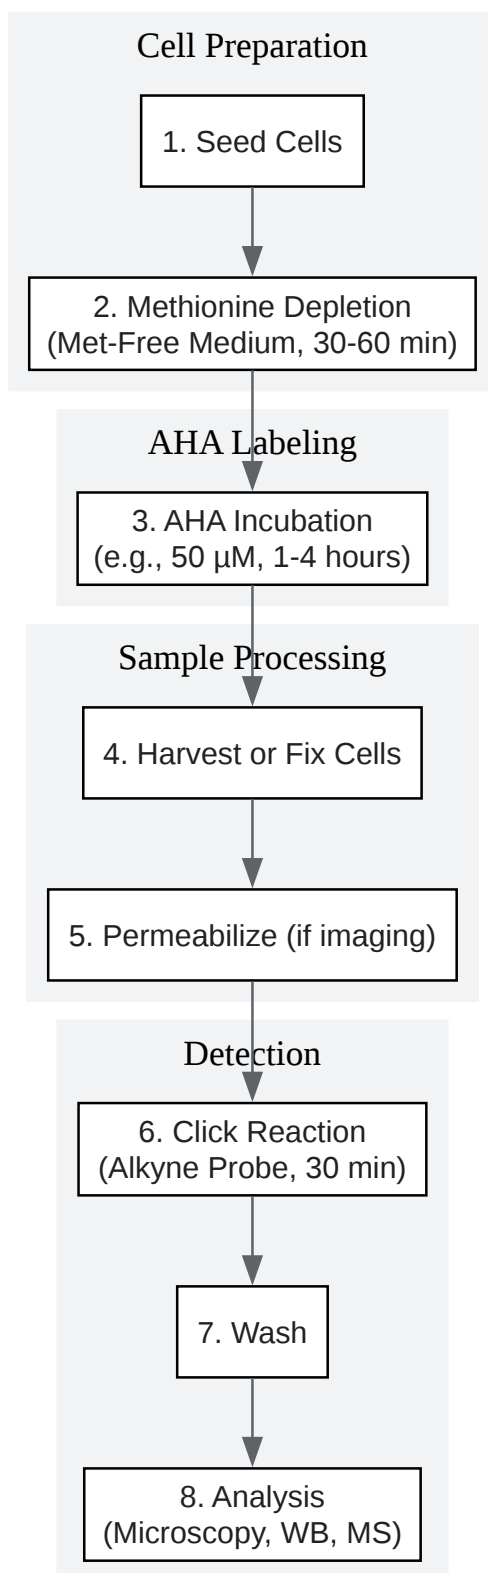 Cell Preparation
1. Seed Cells
2. Methionine Depletion
(Met-Free Medium, 30-60 min)
AHA Labeling
3. AHA Incubation
(e.g., 50 µM, 1-4 hours)
Sample Processing
4. Harvest or Fix Cells
5. Permeabilize (if imaging)
Detection
6. Click Reaction
(Alkyne Probe, 30 min)
7. Wash
8. Analysis
(Microscopy, WB, MS)